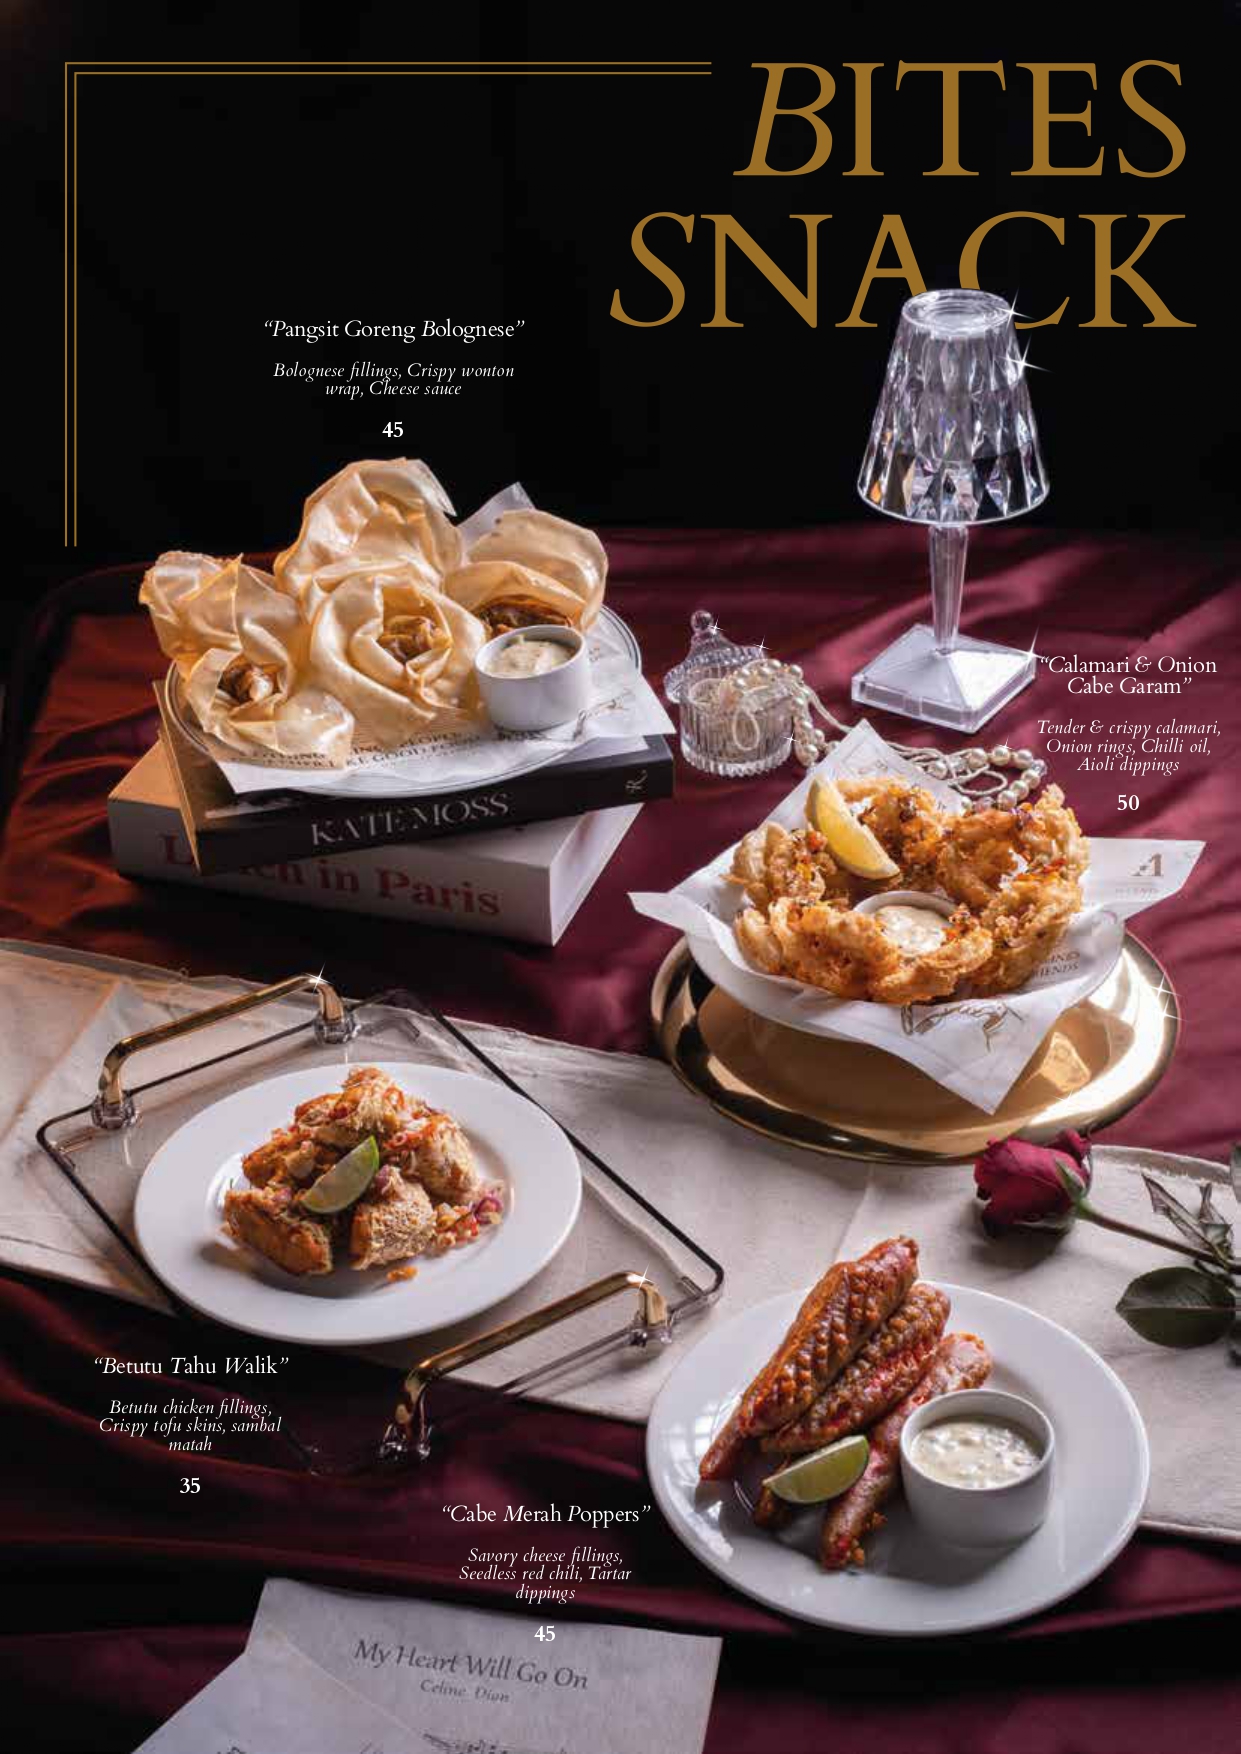 BITES
SNACK
“Pangsit Goreng Bolognese”
Bolognese fillings, Crispy wonton
wrap, Cheese sauce
45
“Calamari & Onion
Cabe Garam”
Tender & crispy calamari,
Onion rings, Chilli oil,
Aioli dippings
50
KATE MOSS
in Paris
A
“Betutu Tahu Walik”
Betutu chicken fillings,
Crispy tofu skins, sambal
matah
35
“Cabe Merah Poppers”
Savory cheese fillings,
Seedless red chili, Tartar
dippings
45
My Heart Will Go On
Celine Dion